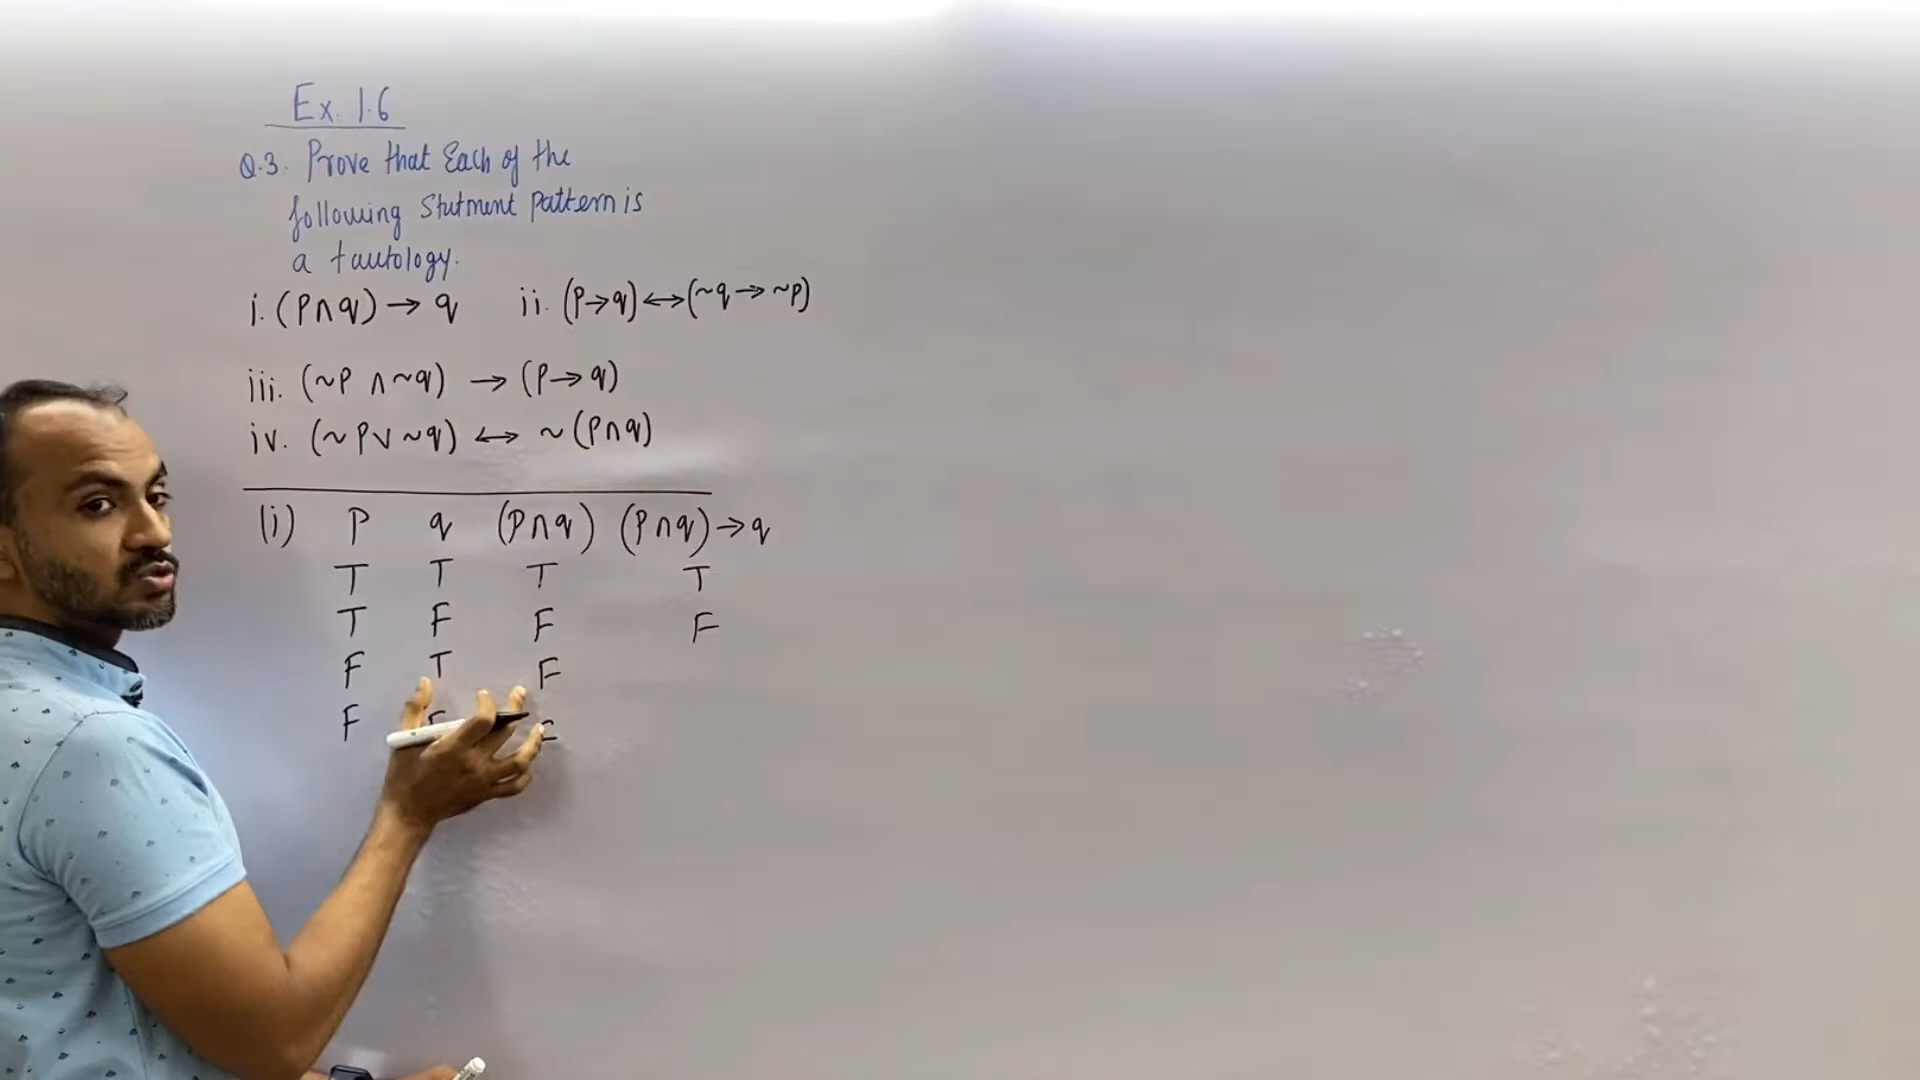 Ex. 1.6
Q.3. Prove that Each of the
following Stutment pattern is
a tautology.
i. (p∧q) → q ii. (p→q)↔(~q→~p)
iii. (~p ∧ ~q) → (p→q)
iv. (~p∨~q) ↔ ~(p∧q)
(i) p q (p∧q) (p∧q)→q
T T T T
T F F F
F T F
F